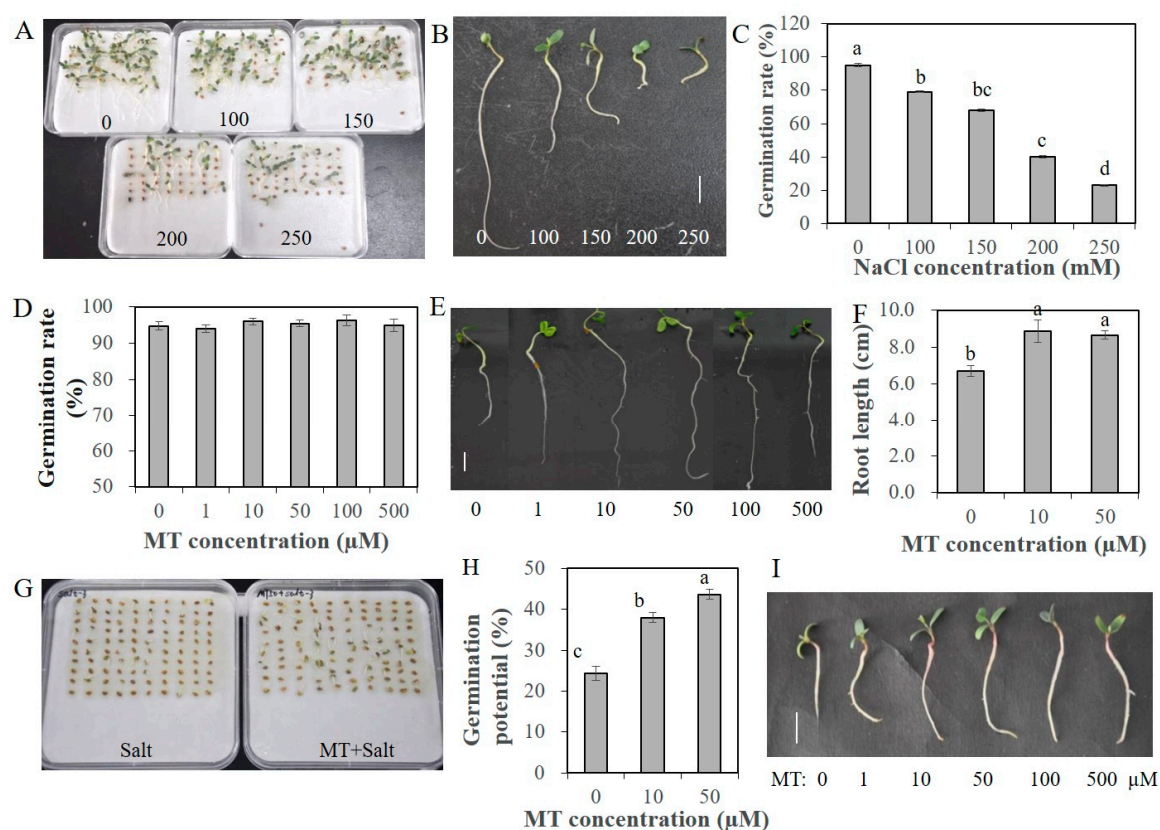 A
0
100
150
200
250
B
0 100 150 200 250
C
Germination rate (%)
120
100
80
60
40
20
0
a
b
bc
c
d
0 100 150 200 250
NaCl concentration (mM)
D
Germination rate
(%)
100
90
80
70
60
50
0 1 10 50 100 500
MT concentration (µM)
E
0 1 10 50 100 500
F
Root length (cm)
10.0
8.0
6.0
4.0
2.0
0.0
b
a
a
0 10 50
MT concentration (µM)
G
Salt-3
Salt
MT+Salt
H
Germination
potential (%)
50
40
30
20
10
0
c
b
a
0 10 50
MT concentration (µM)
I
MT: 0 1 10 50 100 500 µM